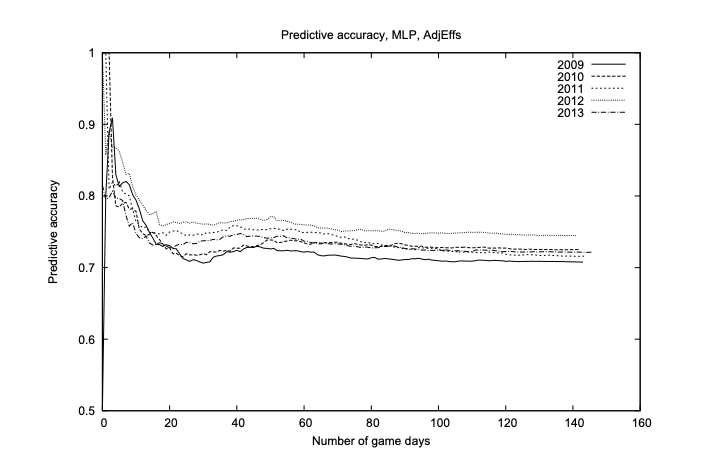 Predictive accuracy, MLP, AdjEffs
2009
2010
2011
2012
2013
1
0.9
0.8
0.7
0.6
0.5
Predictive accuracy
0 20 40 60 80 100 120 140 160
Number of game days